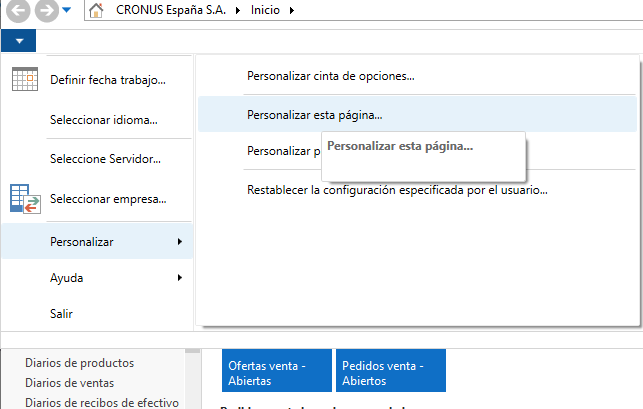 CRONUS España S.A.
Inicio
Definir fecha trabajo...
Seleccionar idioma...
Seleccione Servidor...
Seleccionar empresa...
Personalizar
Ayuda
Salir
Personalizar cinta de opciones...
Personalizar esta página...
Personalizar esta página...
Personalizar
Restablecer la configuración especificada por el usuario...
Diarios de productos
Diarios de ventas
Diarios de recibos de efectivo
Ofertas venta -
Abiertas
Pedidos venta -
Abiertos